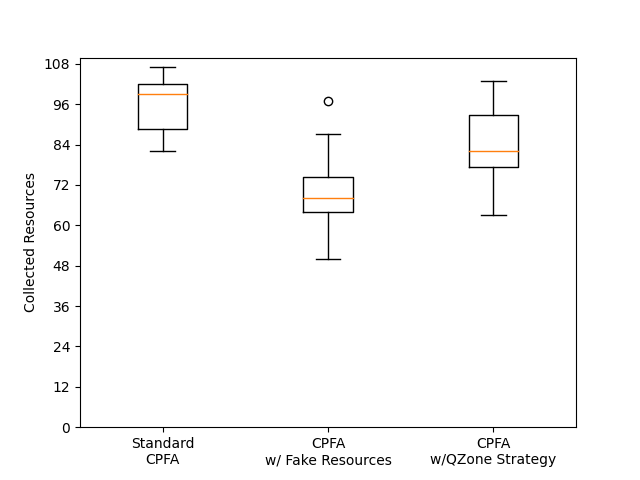 108
96
84
72
60
48
36
24
12
0
Collected Resources
Standard
CPFA
CPFA
w/ Fake Resources
CPFA
w/QZone Strategy